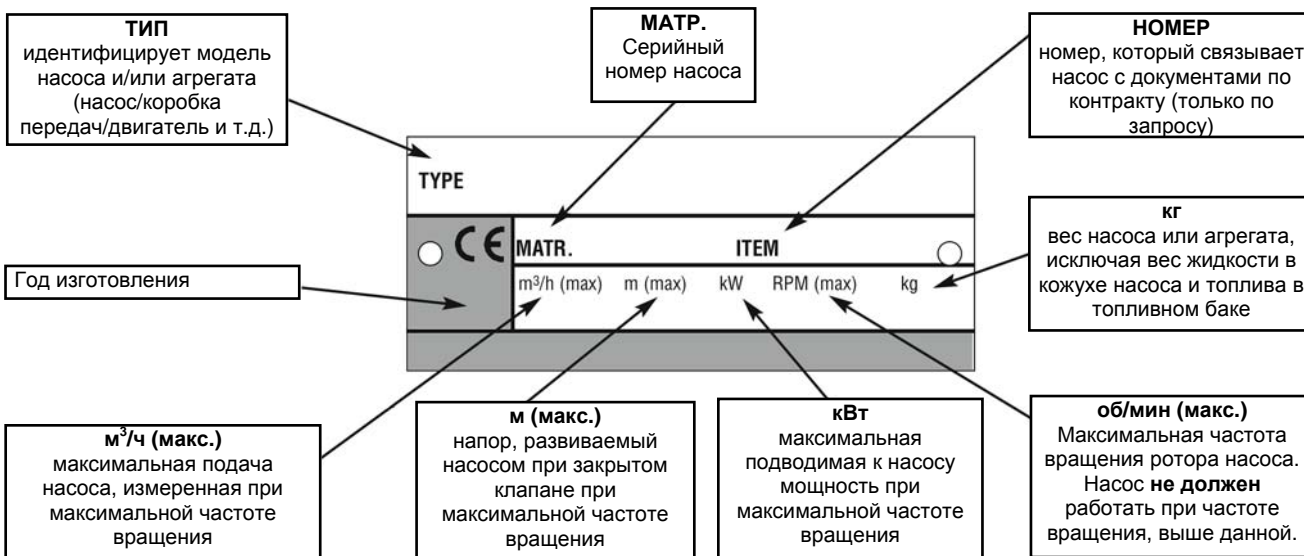 ТИП
идентифицирует модель
насоса и/или агрегата
(насос/коробка
передач/двигатель и т.д.)
МАТР.
Серийный
номер насоса
НОМЕР
номер, который связывает
насос с документами по
контракту (только по
запросу)
TYPE
CE
MATR.
ITEM
m³/h (max)
m (max)
kW
RPM (max)
kg
Год изготовления
кг
вес насоса или агрегата,
исключая вес жидкости в
кожухе насоса и топлива в
топливном баке
м³/ч (макс.)
максимальная подача
насоса, измеренная при
максимальной частоте
вращения
м (макс.)
напор, развиваемый
насосом при закрытом
клапане при
максимальной частоте
вращения
кВт
максимальная
подводимая к насосу
мощность при
максимальной частоте
вращения
об/мин (макс.)
Максимальная частота
вращения ротора насоса.
Насос не должен
работать при частоте
вращения, выше данной.